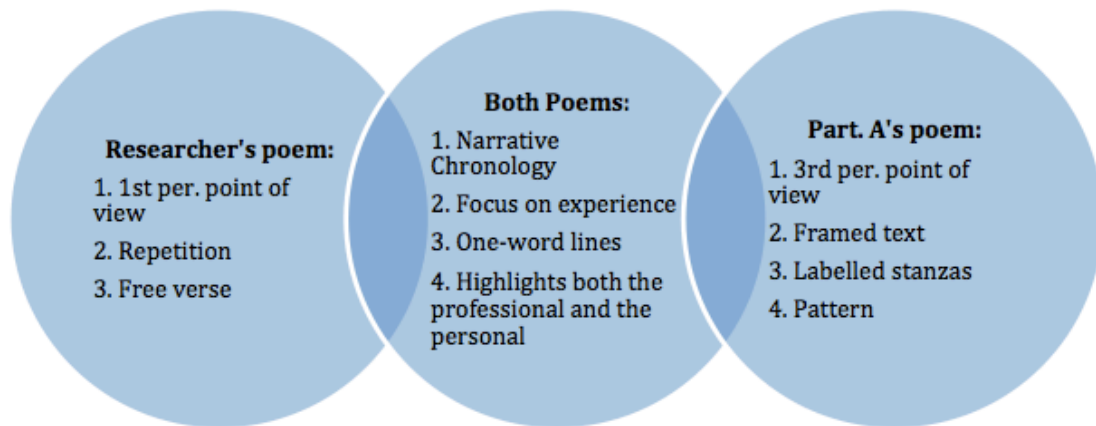 Researcher's poem:
1. 1st per. point of
view
2. Repetition
3. Free verse
Both Poems:
1. Narrative
Chronology
2. Focus on experience
3. One-word lines
4. Highlights both the
professional and the
personal
Part. A's poem:
1. 3rd per. point of
view
2. Framed text
3. Labelled stanzas
4. Pattern